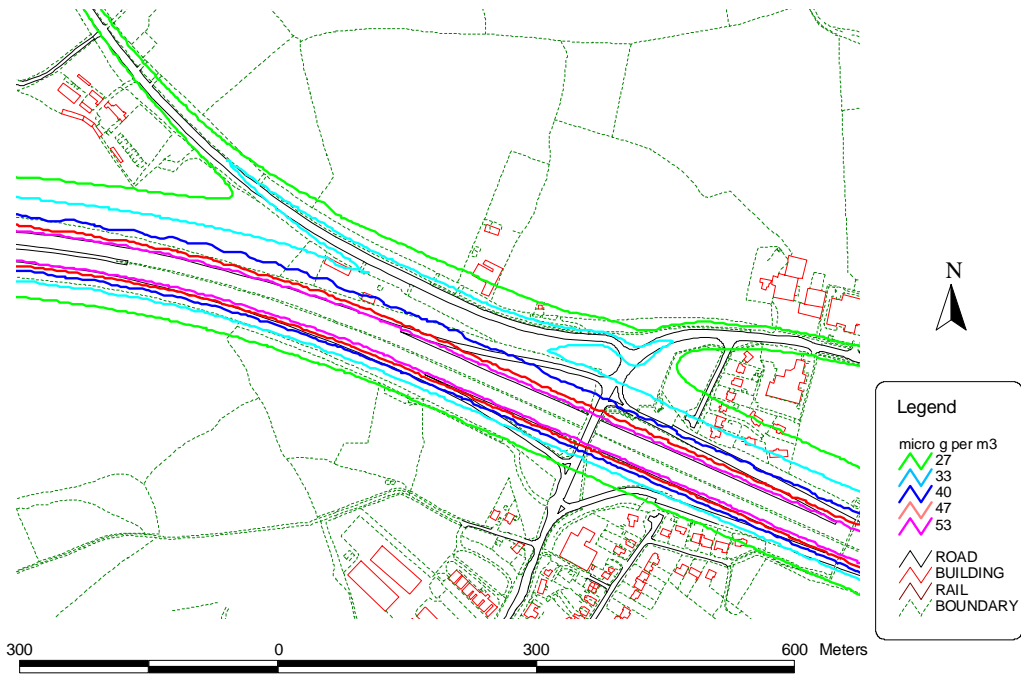 N
Legend
micro g per m3
27
33
40
47
53
ROAD
BUILDING
RAIL
BOUNDARY
300 0 300 600 Meters